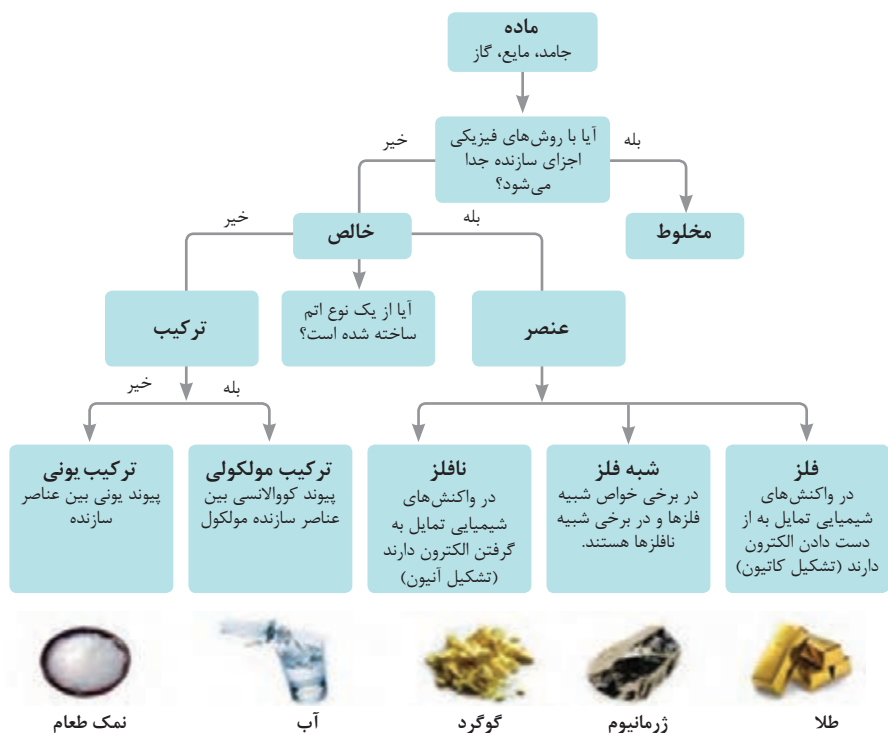 ماده
جامد، مایع، گاز
آیا با روش‌های فیزیکی
اجزای سازنده جدا
می‌شود؟
بله
خیر
مخلوط
خالص
بله
خیر
عنصر
آیا از یک نوع اتم
ساخته شده است؟
ترکیب
بله
خیر
فلز
در واکنش‌های
شیمیایی تمایل به از
دست دادن الکترون
دارند (تشکیل کاتیون)
شبه فلز
در برخی خواص شبیه
فلزها و در برخی شبیه
نافلزها هستند.
نافلز
در واکنش‌های
شیمیایی تمایل به
گرفتن الکترون دارند
(تشکیل آنیون)
ترکیب مولکولی
پیوند کووالانسی بین
عناصر سازنده مولکول
ترکیب یونی
پیوند یونی بین عناصر
سازنده
طلا
ژرمانیوم
گوگرد
آب
نمک طعام